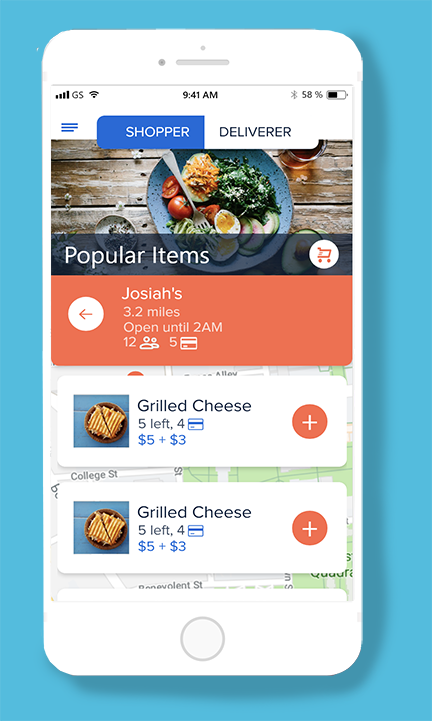 GS 9:41 AM 58 %
SHOPPER DELIVERER
Popular Items
Josiah's
3.2 miles
Open until 2AM
12 5
Alley
Grilled Cheese
5 left, 4
$5 + $3
College St
Grilled Cheese
5 left, 4
$5 + $3
Benevolent St